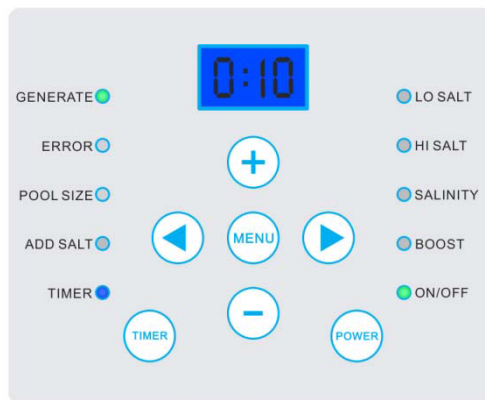 0:10
GENERATE
ERROR
POOL SIZE
ADD SALT
TIMER
LO SALT
HI SALT
SALINITY
BOOST
ON/OFF
+
MENU
−
TIMER
POWER